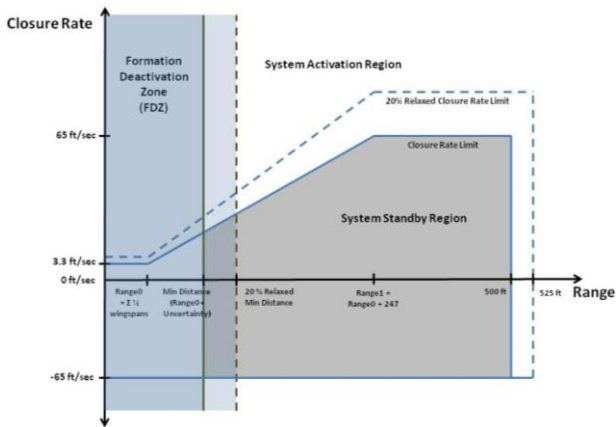 Closure Rate
Formation
Deactivation
Zone
(FDZ)
System Activation Region
20% Relaxed Closure Rate Limit
65 ft/sec
Closure Rate Limit
System Standby Region
3.3 ft/sec
0 ft/sec
Range0
+ Σ ½
wingspans
Min Distance
(Range0+
Uncertainty)
20% Relaxed
Min Distance
Range1 =
Range0 + 247
500 ft
525 ft
Range
-65 ft/sec